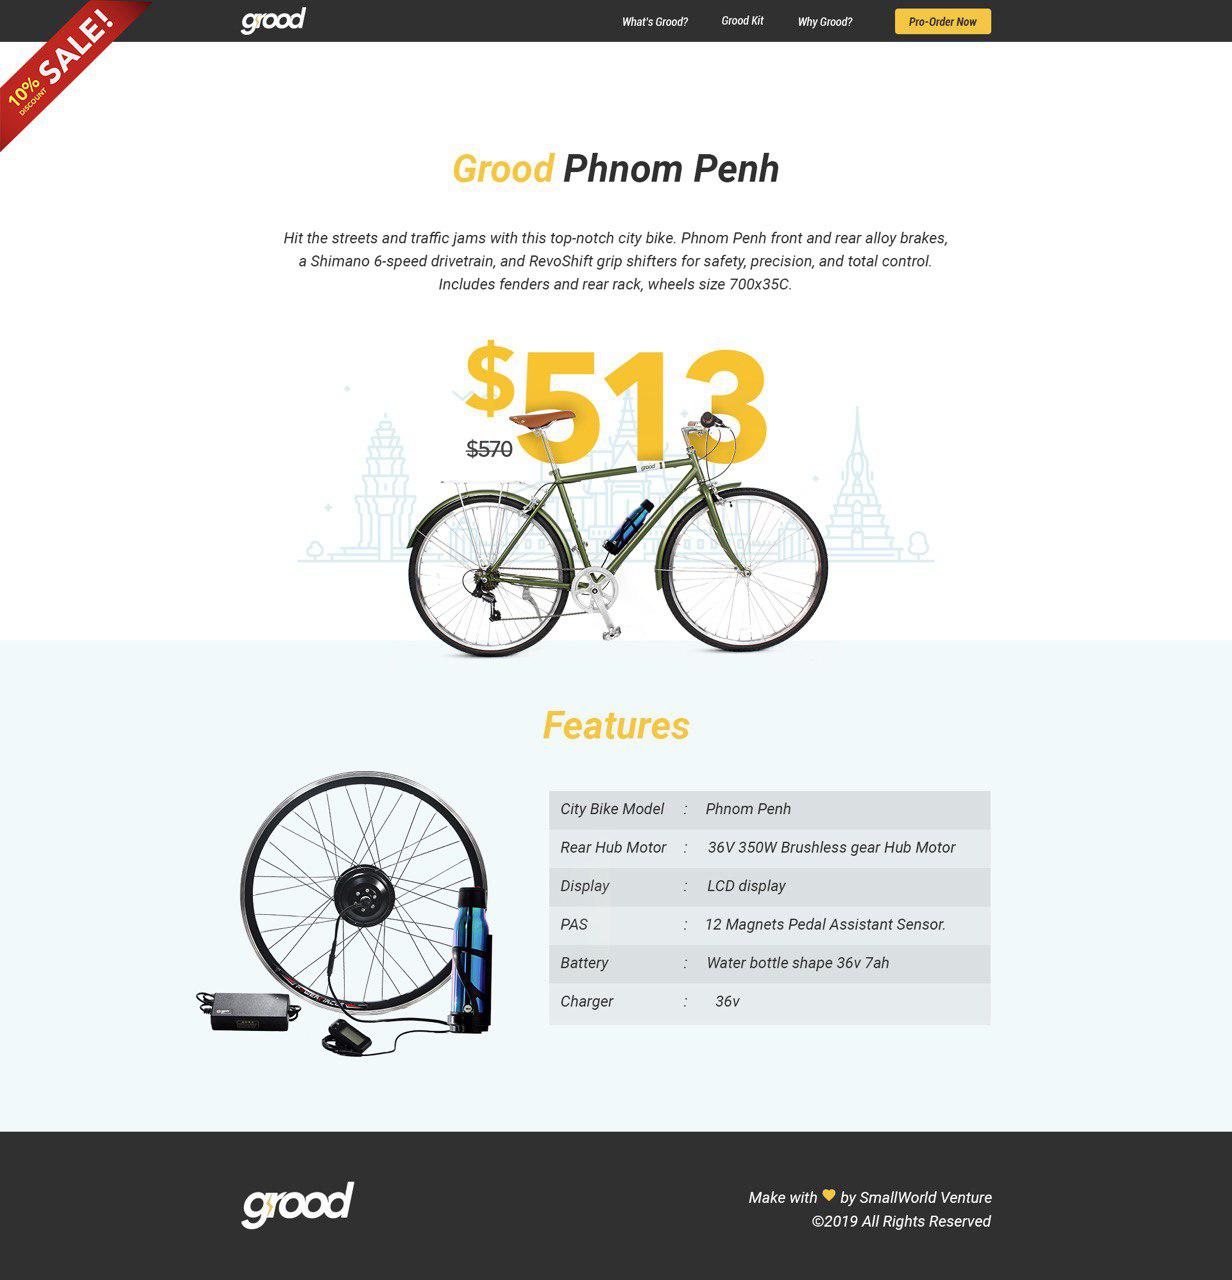 10%
DISCOUNT
SALE!
grood
What's Grood?
Grood Kit
Why Grood?
Pro-Order Now
Grood Phnom Penh
Hit the streets and traffic jams with this top-notch city bike. Phnom Penh front and rear alloy brakes,
a Shimano 6-speed drivetrain, and RevoShift grip shifters for safety, precision, and total control.
Includes fenders and rear rack, wheels size 700x35C.
$513
$570
grood 1
Features
City Bike Model : Phnom Penh
Rear Hub Motor : 36V 350W Brushless gear Hub Motor
Display : LCD display
PAS : 12 Magnets Pedal Assistant Sensor.
Battery : Water bottle shape 36v 7ah
Charger : 36v
grood
Make with 💛 by SmallWorld Venture
©2019 All Rights Reserved